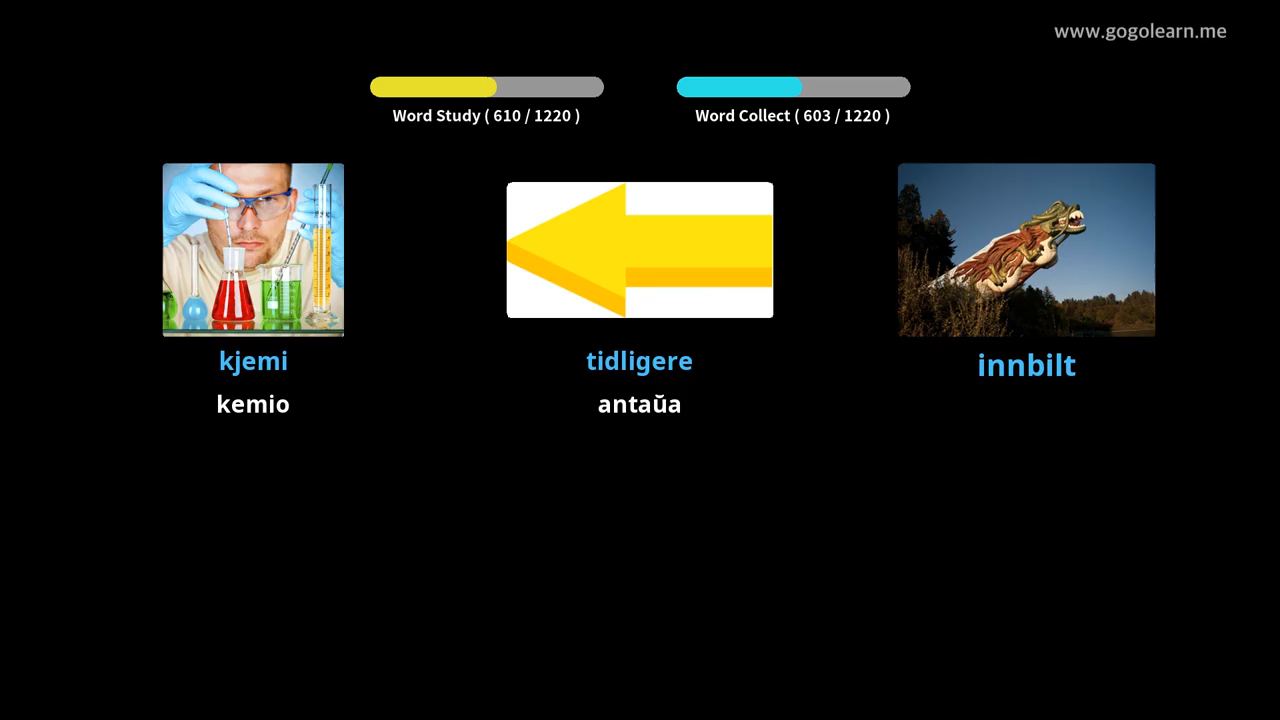 www.gogolearn.me
Word Study ( 610 / 1220 )
Word Collect ( 603 / 1220 )
kjemi
kemio
tidligere
antaŭa
innbilt